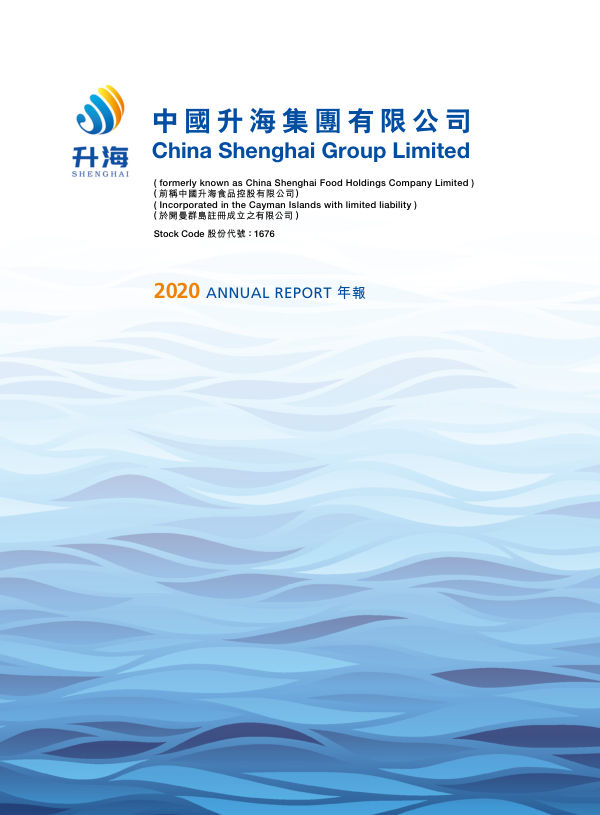 升海
SHENGHAI
中國升海集團有限公司
China Shenghai Group Limited
( formerly known as China Shenghai Food Holdings Company Limited )
( 前稱中國升海食品控股有限公司 )
( Incorporated in the Cayman Islands with limited liability )
( 於開曼群島註冊成立之有限公司 )
Stock Code 股份代號：1676
2020 ANNUAL REPORT 年報